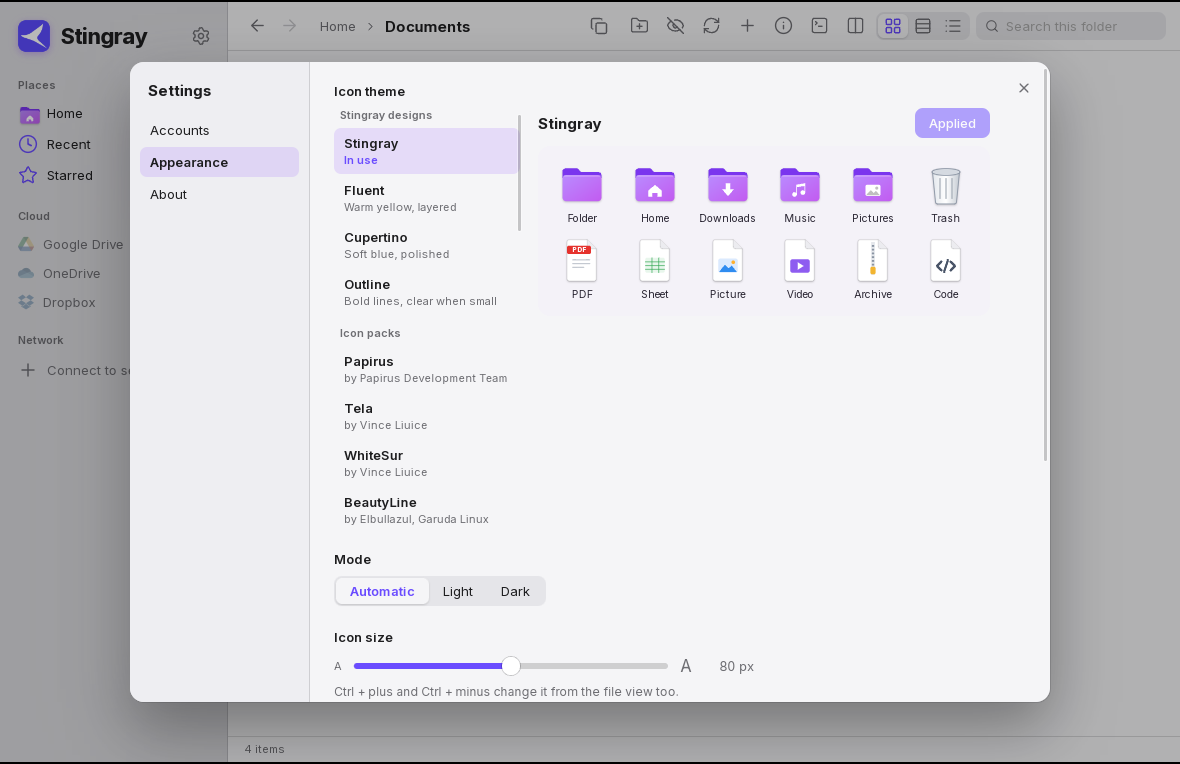 Stingray
Home
Documents
Search this folder
Places
Home
Recent
Starred
Cloud
Google Drive
OneDrive
Dropbox
Network
Connect to se
Settings
Accounts
Appearance
About
Icon theme
Stingray designs
Stingray
In use
Fluent
Warm yellow, layered
Cupertino
Soft blue, polished
Outline
Bold lines, clear when small
Icon packs
Papirus
by Papirus Development Team
Tela
by Vince Liuice
WhiteSur
by Vince Liuice
BeautyLine
by Elbullazul, Garuda Linux
Stingray
Applied
Folder
Home
Downloads
Music
Pictures
Trash
PDF
PDF
Sheet
Picture
Video
Archive
Code
Mode
Automatic
Light
Dark
Icon size
A
A
80 px
Ctrl + plus and Ctrl + minus change it from the file view too.
4 items